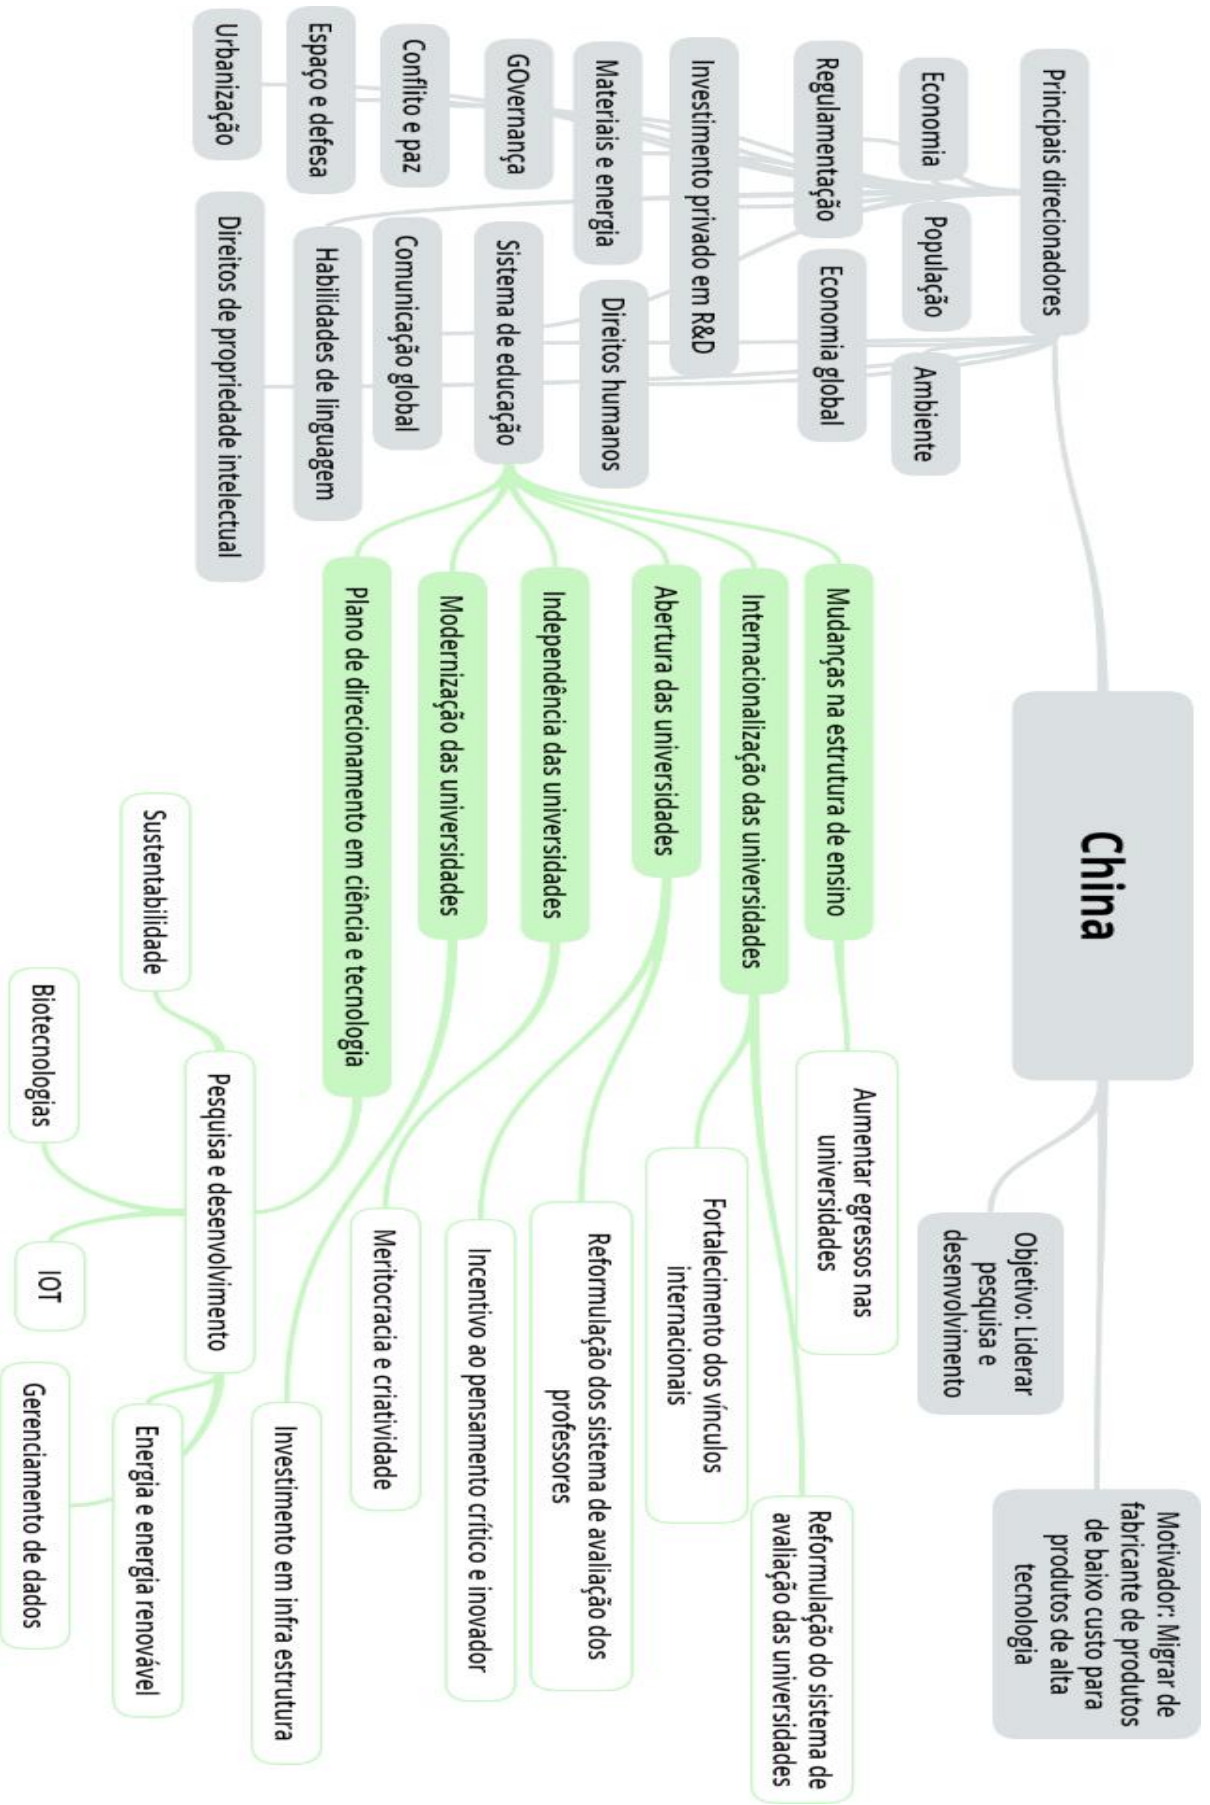 China
Principais direcionadores
Objetivo: Liderar
pesquisa e
desenvolvimento
Motivador: Migrar de
fabricante de produtos
de baixo custo para
produtos de alta
tecnologia
Economia
População
Ambiente
Regulamentação
Economia global
Investimento privado em R&D
Materiais e energia
Direitos humanos
GOvernança
Sistema de educação
Conflito e paz
Comunicação global
Espaço e defesa
Habilidades de linguagem
Urbanização
Direitos de propriedade intelectual
Mudanças na estrutura de ensino
Aumentar egressos nas
universidades
Internacionalização das universidades
Reformulação do sistema de
avaliação das universidades
Fortalecimento dos vínculos
internacionais
Abertura das universidades
Reformulação dos sistema de avaliação dos
professores
Incentivo ao pensamento crítico e inovador
Independência das universidades
Meritocracia e criatividade
Modernização das universidades
Investimento em infra estrutura
Plano de direcionamento em ciência e tecnologia
Pesquisa e desenvolvimento
Sustentabilidade
Energia e energia renovável
Biotecnologias
IOT
Gerenciamento de dados